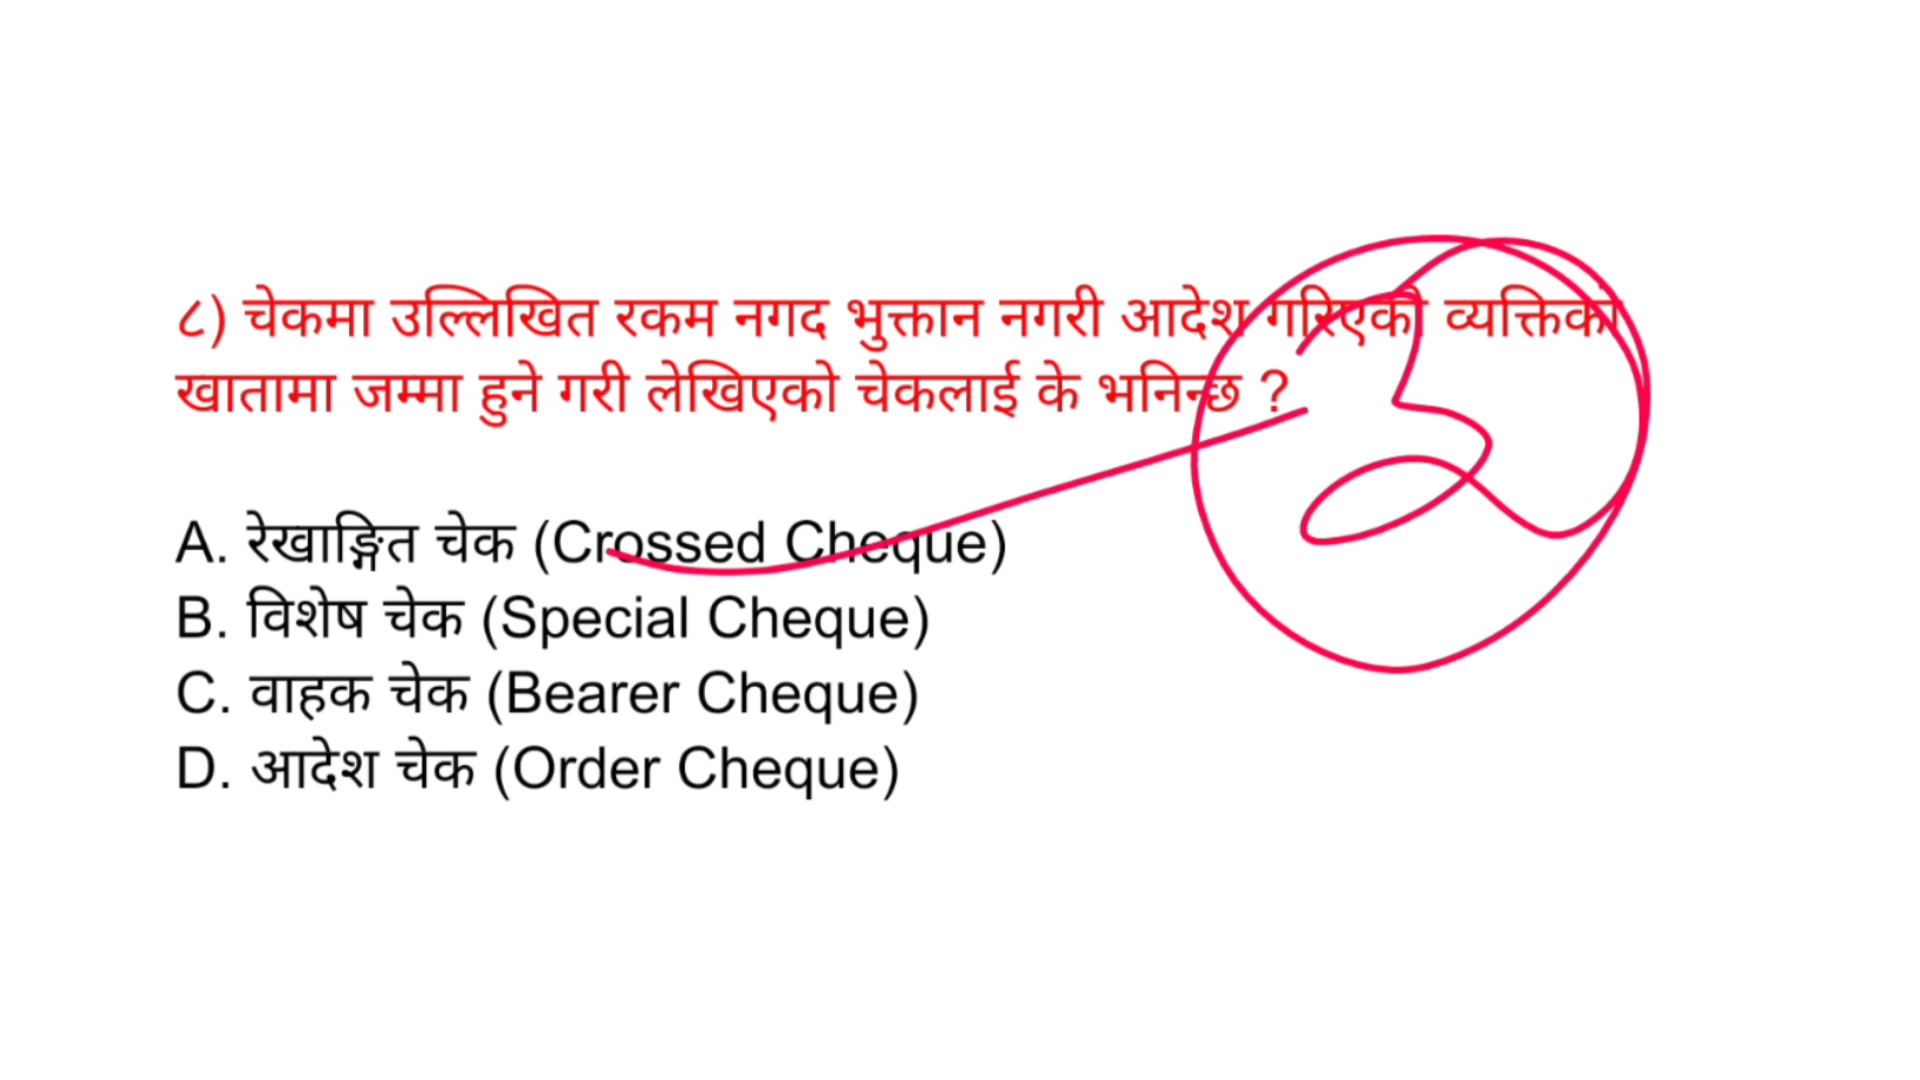 ८) चेकमा उल्लिखित रकम नगद भुक्तान नगरी आदेश गरिएको व्यक्तिको
खातामा जम्मा हुने गरी लेखिएको चेकलाई के भनिन्छ ?
A. रेखाङ्कित चेक (Crossed Cheque)
B. विशेष चेक (Special Cheque)
C. वाहक चेक (Bearer Cheque)
D. आदेश चेक (Order Cheque)